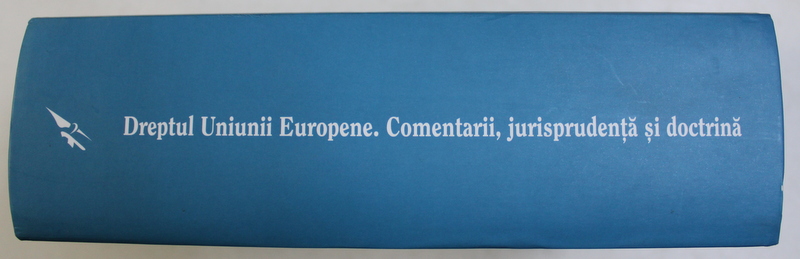 Dreptul Uniunii Europene. Comentarii, jurisprudență și doctrină